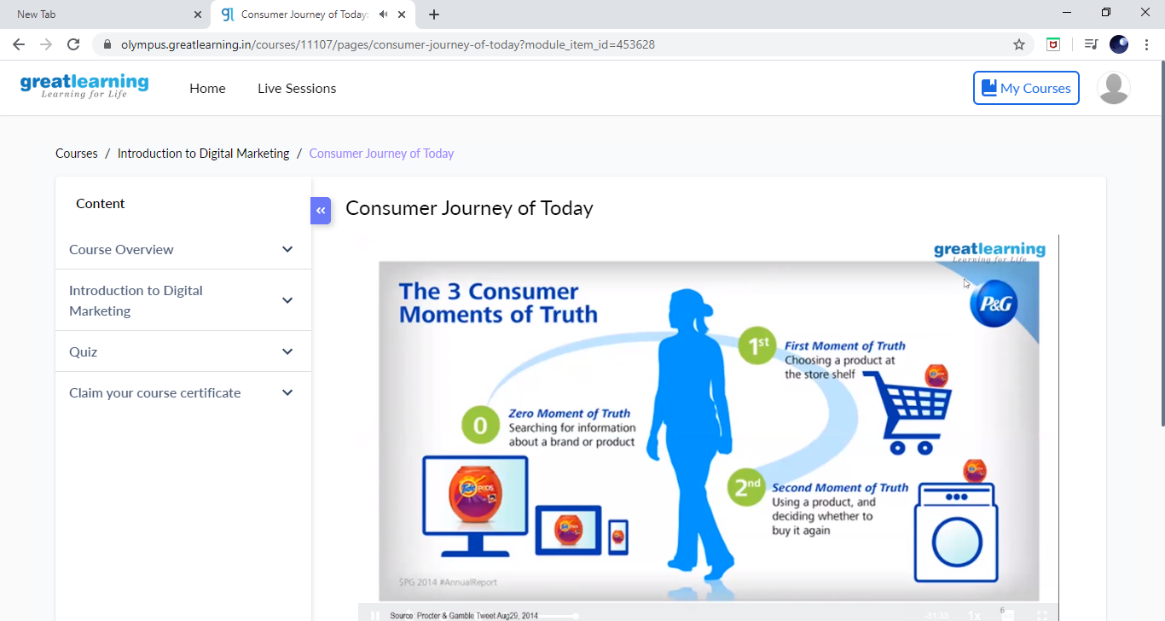 New Tab
Consumer Journey of Today:
olympus.greatlearning.in/courses/11107/pages/consumer-journey-of-today?module_item_id=453628
greatlearning
Learning for Life
Home
Live Sessions
My Courses
Courses / Introduction to Digital Marketing / Consumer Journey of Today
Content
Course Overview
Introduction to Digital
Marketing
Quiz
Claim your course certificate
Consumer Journey of Today
greatlearning
Learning for Life
P&G
The 3 Consumer
Moments of Truth
1st
First Moment of Truth
Choosing a product at
the store shelf
0
Zero Moment of Truth
Searching for information
about a brand or product
2nd
Second Moment of Truth
Using a product, and
deciding whether to
buy it again
Tide
PODS
SPG 2014 #AnnualReport
Source: Procter & Gamble Tweet Aug29, 2014
1x
6